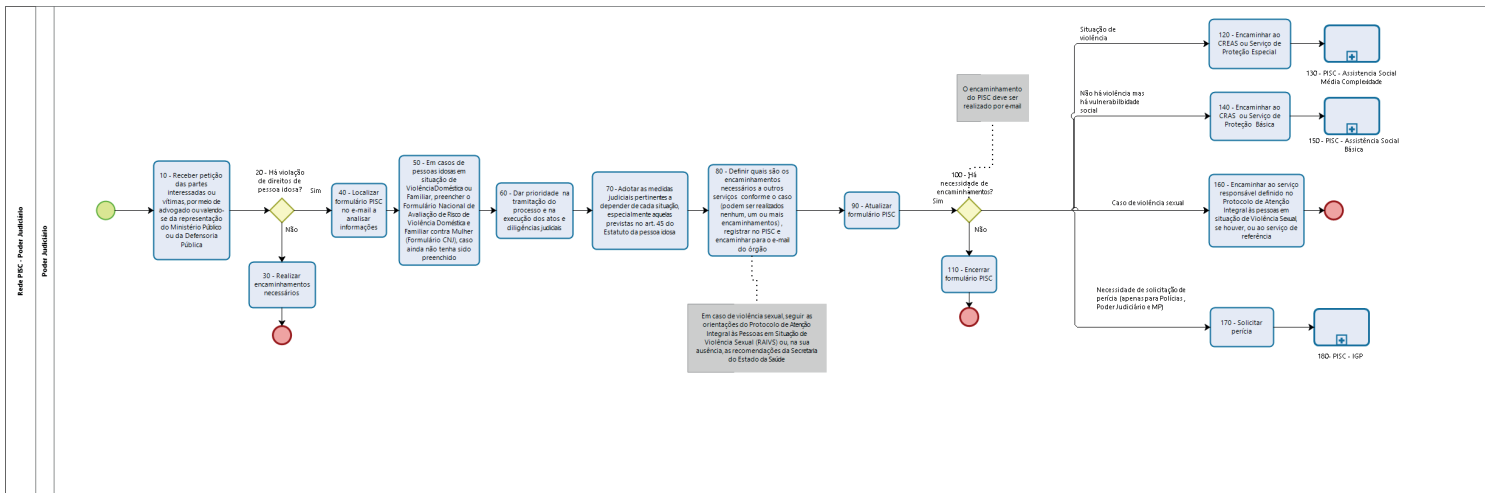 Rede PISC - Poder Judiciário
Poder Judiciário
10 - Receber petição
das partes
interessadas ou
vítimas, por meio de
advogado ou valendo-
se da representação
do Ministério Público
ou da Defensoria
Pública
20 - Há violação
de direitos de
pessoa idosa?
Sim
Não
30 - Realizar
encaminhamentos
necessários
40 - Localizar
formulário PISC
no e-mail a
analisar
informações
50 - Em casos de
pessoas idosas em
situação de
Violência Doméstica
ou Familiar, preencher o
Formulário Nacional de
Avaliação de Risco de
Violência Doméstica e
Familiar contra Mulher
(Formulário CNJ), caso
ainda não tenha sido
preenchido
60 - Dar prioridade na
tramitação do
processo e na
execução dos atos e
diligências judicais
70 - Adotar as medidas
judiciais pertinentes a
depender de cada situação,
especialmente aquelas
previstas no art. 45 do
Estatuto da pessoa idosa
80 - Definir quais são os
encaminhamentos
necessários a outros
serviços conforme o caso
(podem ser realizados
nenhum, um ou mais
encaminhamentos) ,
registrar no PISC e
encaminhar para o e-mail
do órgão
Em caso de violência sexual, seguir as
orientações do Protocolo de Atenção
Integral às Pessoas em Situação de
Violência Sexual (RAIVS) ou, na sua
ausência, as recomendações da Secretaria
do Estado da Saúde
90 - Atualizar
formulário PISC
O encaminhamento
do PISC deve ser
realizado por e-mail
100 - Há
necessidade de
encaminhamentos?
Sim
Não
110 - Encerrar
formulário PISC
Situação de
violência
120 - Encaminhar ao
CREAS ou Serviço de
Proteção Especial
130 - PISC - Assistencia Social
Média Complexidade
Não há violência mas
há vulnerabilbidade
social
140 - Encaminhar ao
CRAS ou Serviço de
Proteção Básica
150 - PISC - Assistência Social
Básica
Caso de violência sexual
160 - Encaminhar ao serviço
responsável definido no
Protocolo de Atenção
Integral às pessoas em
situação de Violência Sexual,
se houver, ou ao serviço de
referência
Necessidade de solicitação de
perícia (apenas para Polícias ,
Poder Judiciário e MP)
170 - Solicitar
perícia
180- PISC - IGP